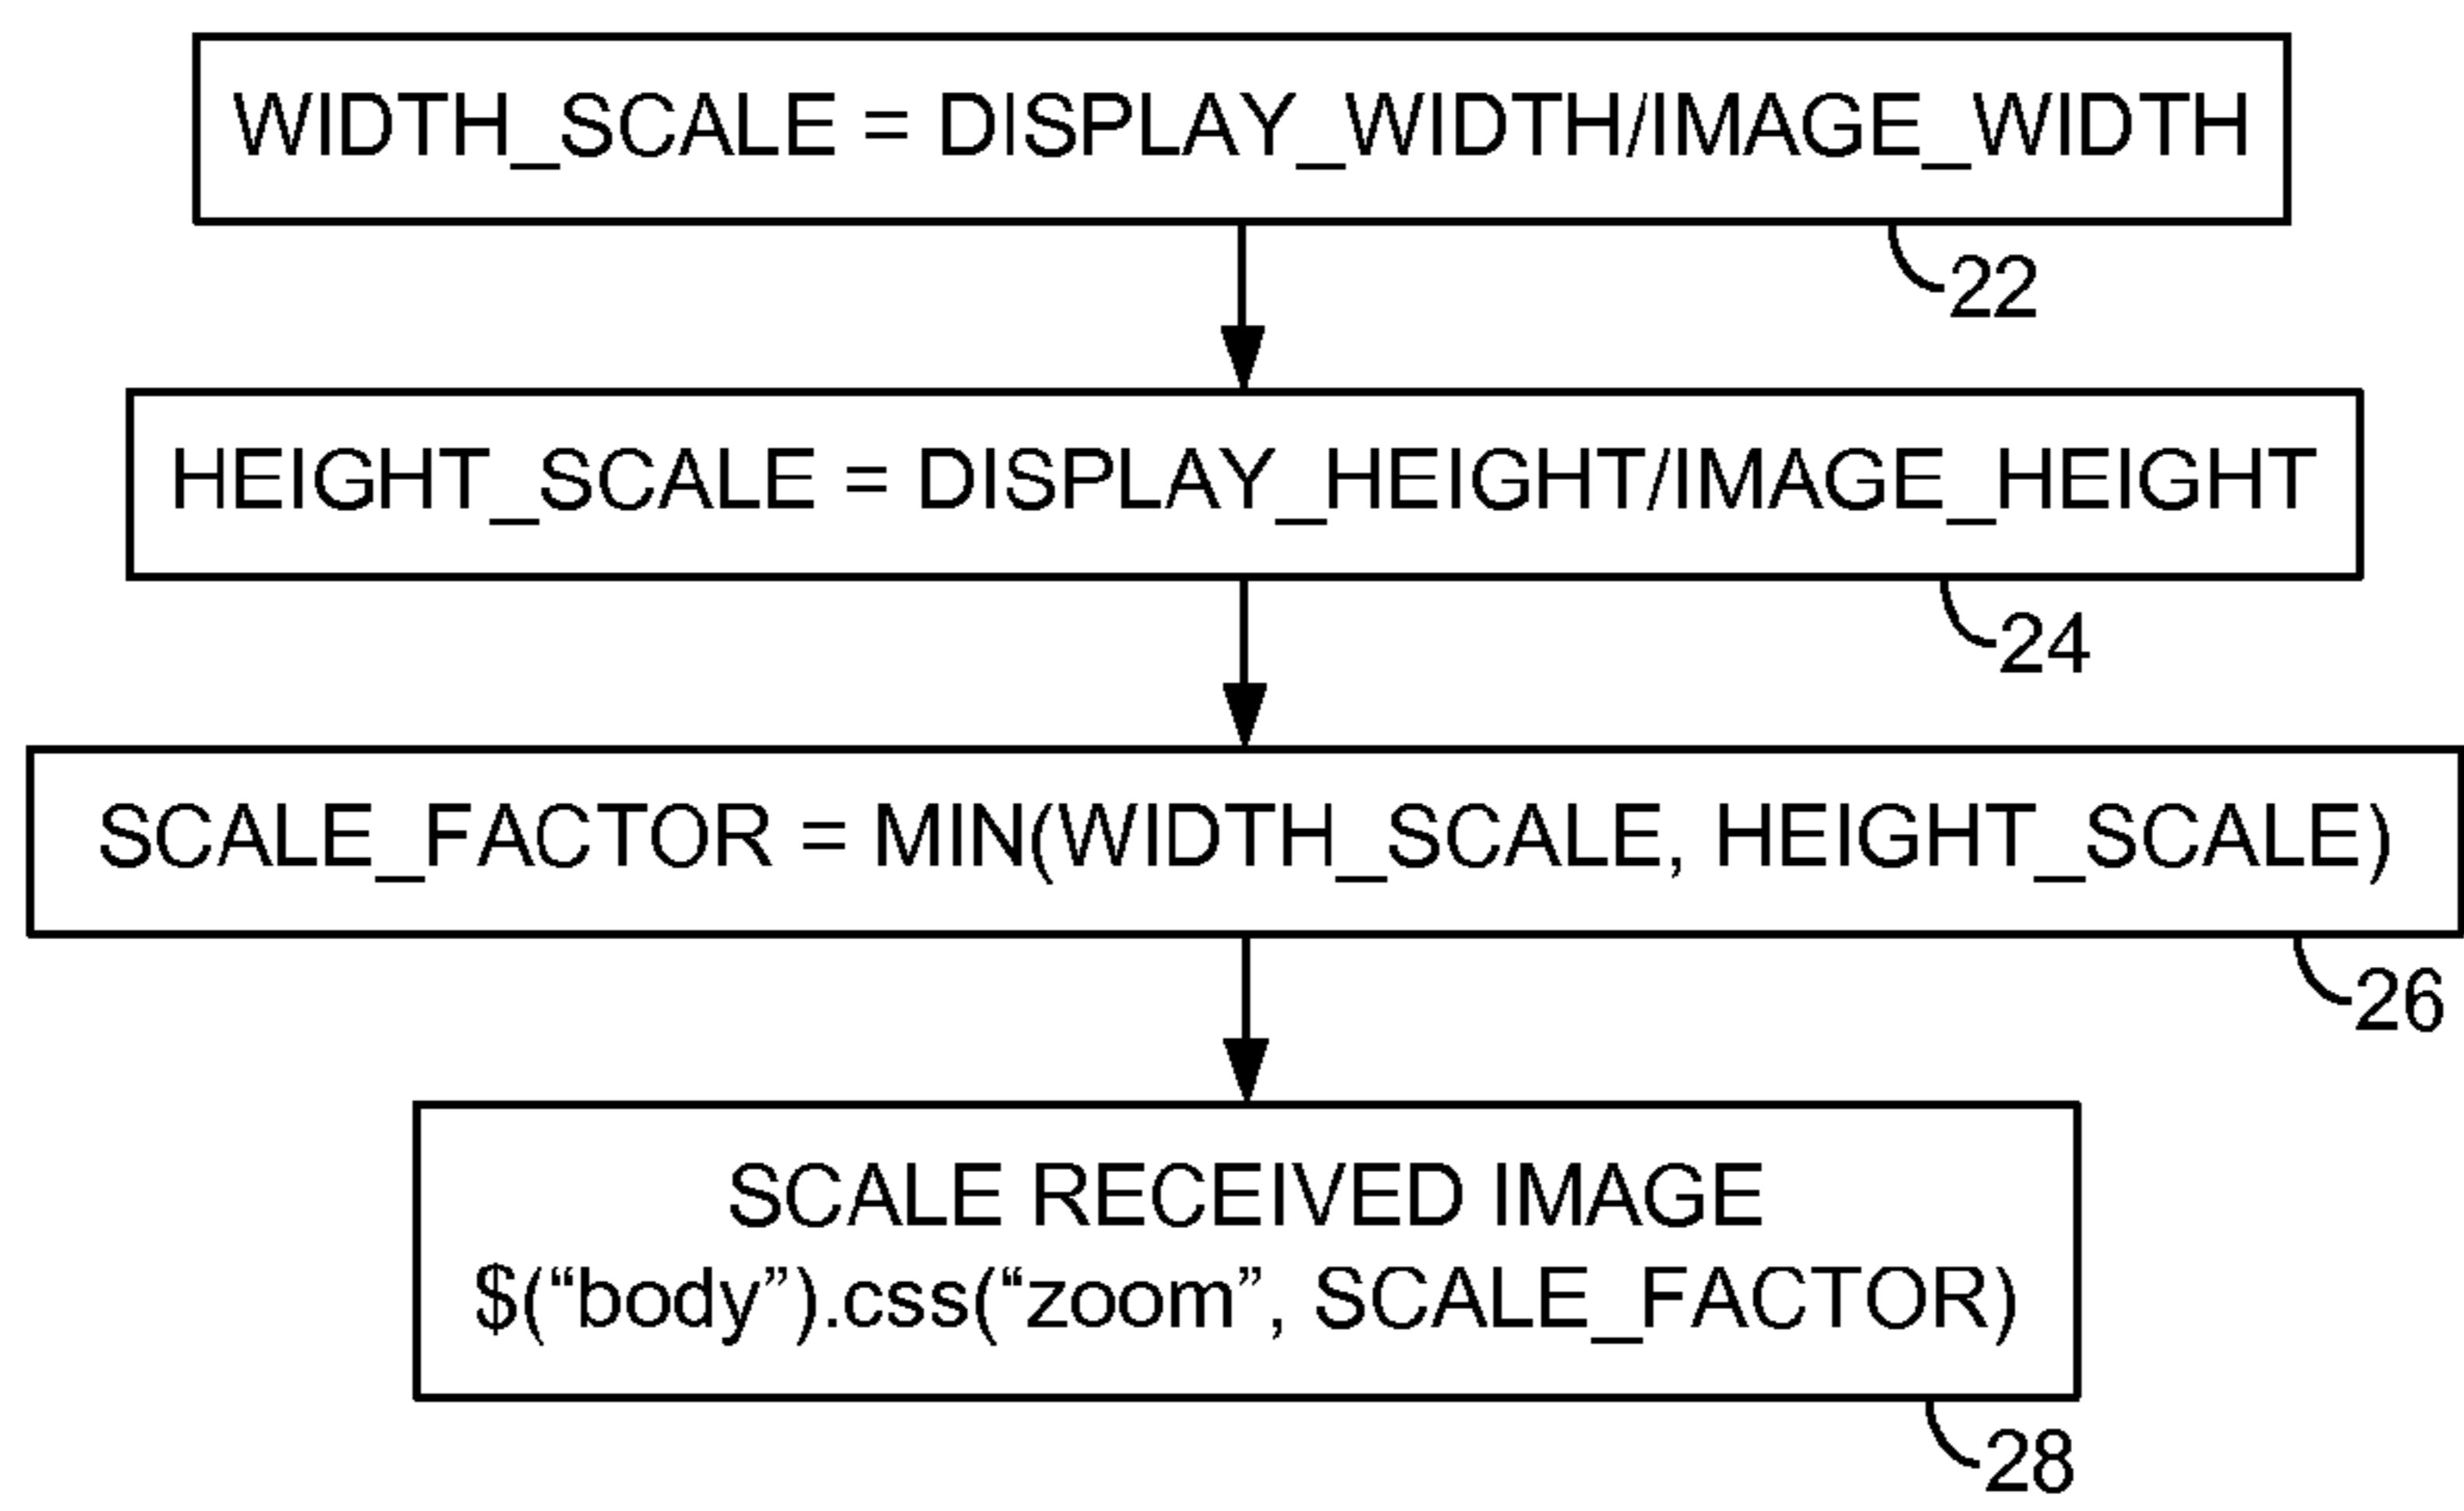 WIDTH_SCALE = DISPLAY_WIDTH/IMAGE_WIDTH
22
HEIGHT_SCALE = DISPLAY_HEIGHT/IMAGE_HEIGHT
24
SCALE_FACTOR = MIN(WIDTH_SCALE, HEIGHT_SCALE)
26
SCALE RECEIVED IMAGE
$(“body”).css(“zoom”, SCALE_FACTOR)
28